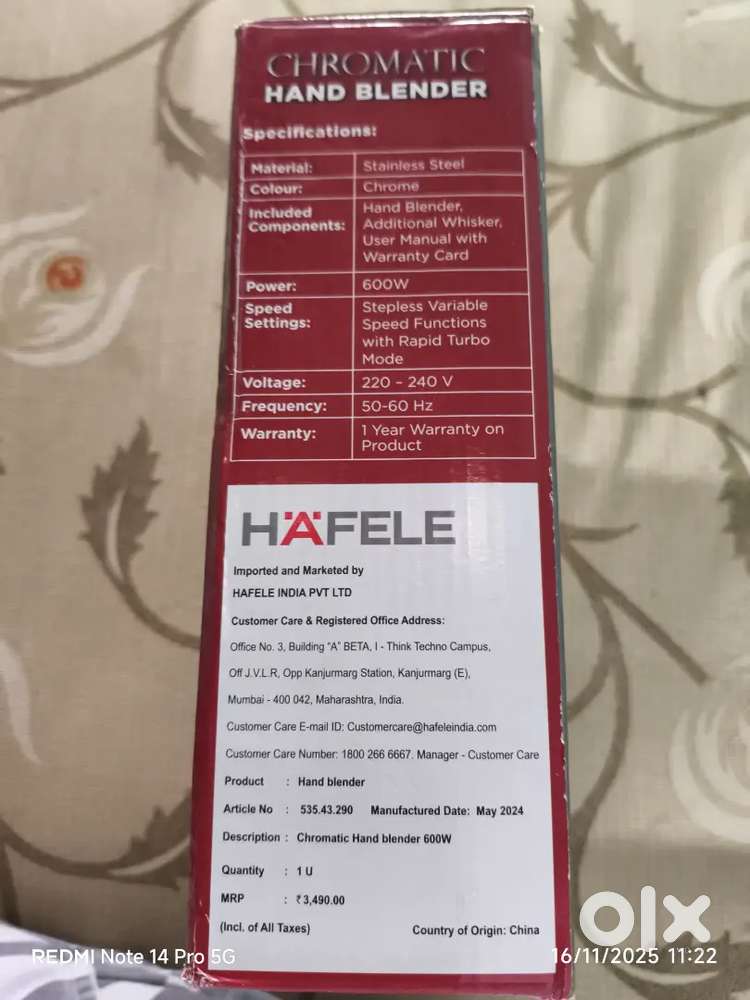 CHROMATIC
HAND BLENDER
Specifications:
Material: Stainless Steel
Colour: Chrome
Included Components: Hand Blender,
Additional Whisker,
User Manual with
Warranty Card
Power: 600W
Speed Settings: Stepless Variable
Speed Functions
with Rapid Turbo
Mode
Voltage: 220 - 240 V
Frequency: 50-60 Hz
Warranty: 1 Year Warranty on
Product
HÄFELE
Imported and Marketed by
HAFELE INDIA PVT LTD
Customer Care & Registered Office Address:
Office No. 3, Building "A" BETA, I - Think Techno Campus,
Off J.V.L.R, Opp Kanjurmarg Station, Kanjurmarg (E),
Mumbai - 400 042, Maharashtra, India.
Customer Care E-mail ID: Customercare@hafeleindia.com
Customer Care Number: 1800 266 6667. Manager - Customer Care
Product : Hand blender
Article No : 535.43.290 Manufactured Date: May 2024
Description : Chromatic Hand blender 600W
Quantity : 1 U
MRP : ₹ 3,490.00
(Incl. of All Taxes) Country of Origin: China
olx
REDMI Note 14 Pro 5G 16/11/2025 11:22